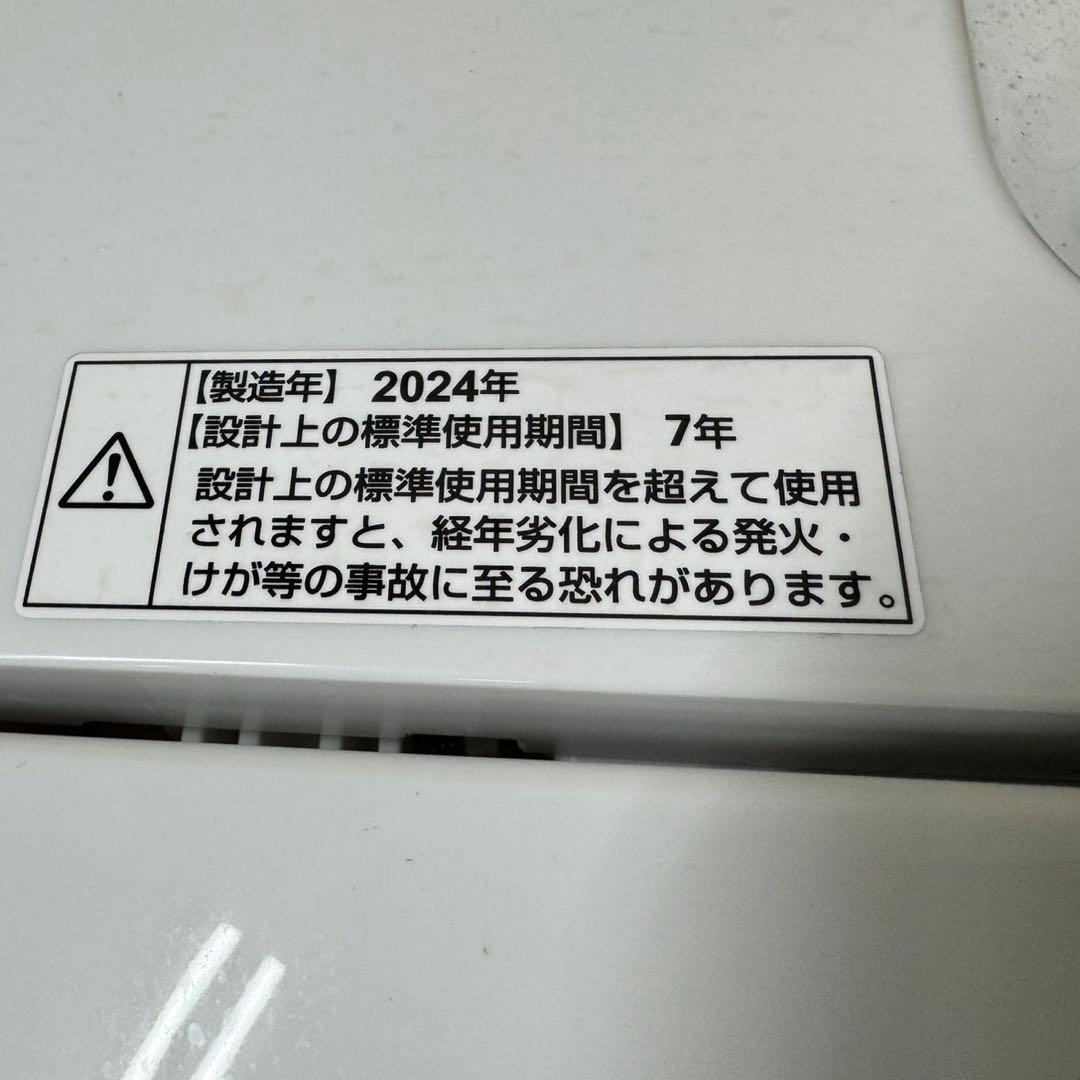 【製造年】 2024年
【設計上の標準使用期間】 7年
設計上の標準使用期間を超えて使用
されますと、経年劣化による発火・
けが等の事故に至る恐れがあります。